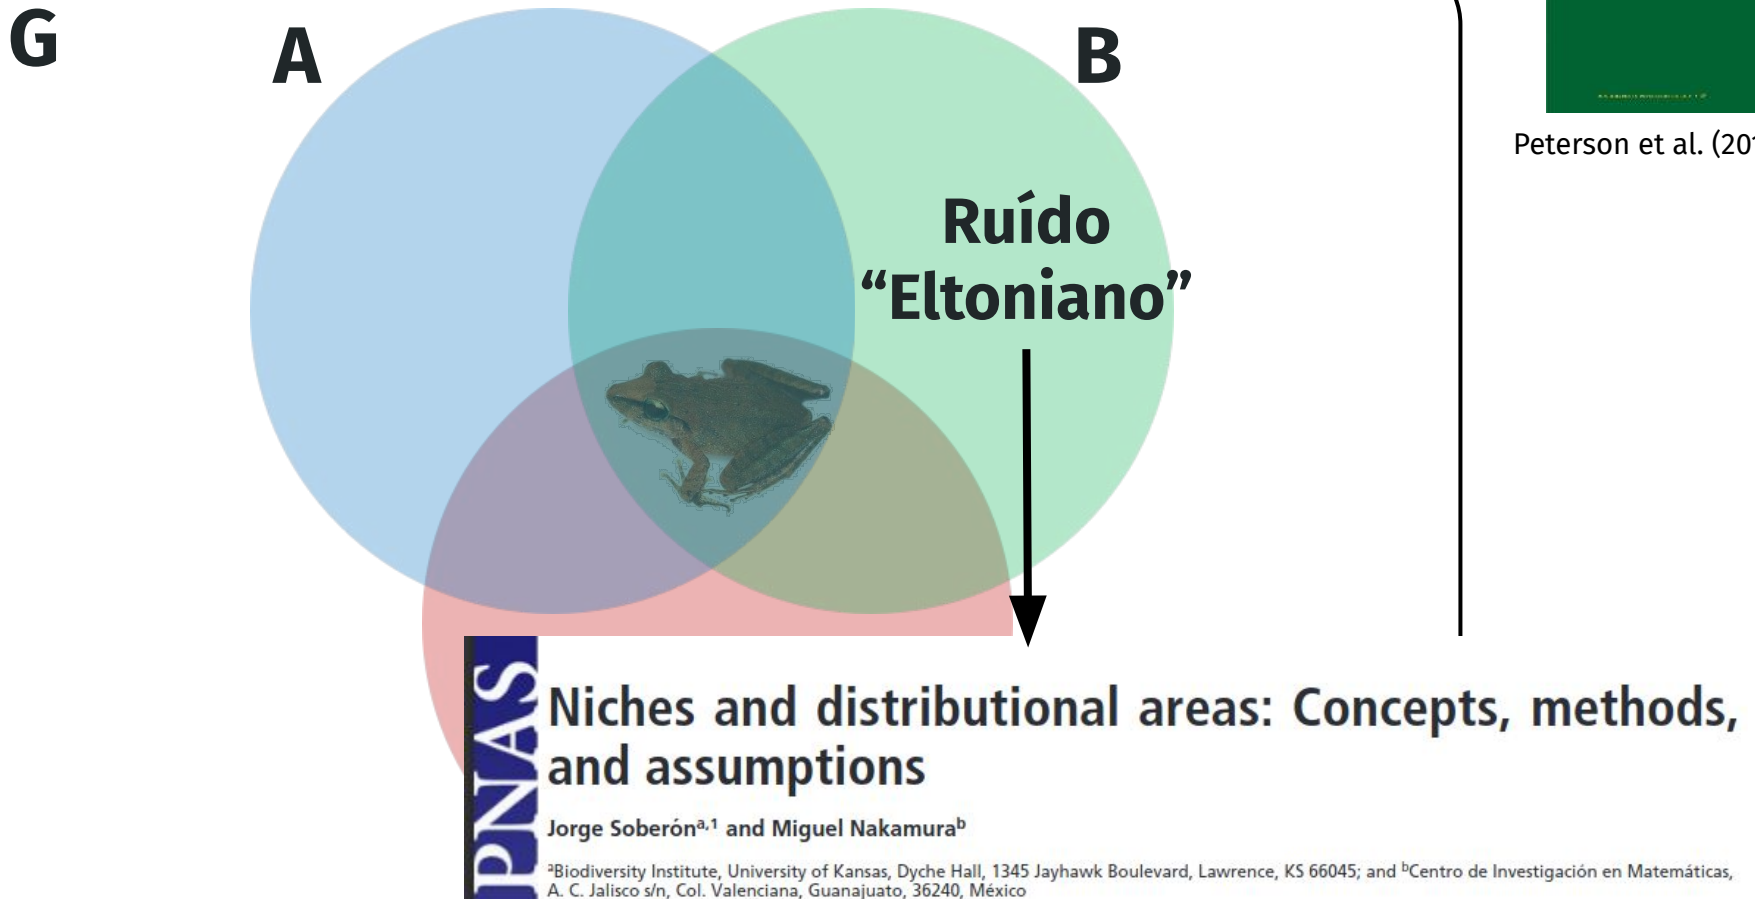 G
A
B
Ruído
“Eltoniano”
Peterson et al. (201
PNAS
Niches and distributional areas: Concepts, methods,
and assumptions
Jorge Soberónᵃ,¹ and Miguel Nakamuraᵇ
ᵃBiodiversity Institute, University of Kansas, Dyche Hall, 1345 Jayhawk Boulevard, Lawrence, KS 66045; and ᵇCentro de Investigación en Matemáticas,
A. C. Jalisco s/n, Col. Valenciana, Guanajuato, 36240, México